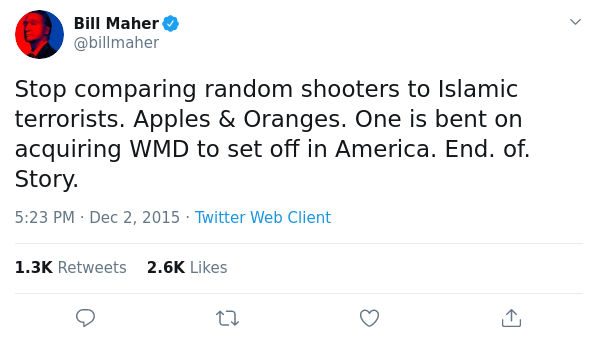 Bill Maher
@billmaher
Stop comparing random shooters to Islamic
terrorists. Apples & Oranges. One is bent on
acquiring WMD to set off in America. End. of.
Story.
5:23 PM · Dec 2, 2015 · Twitter Web Client
1.3K Retweets 2.6K Likes